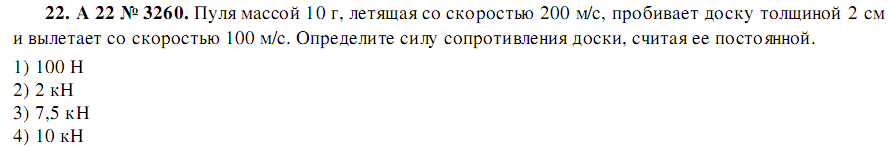 22. А 22 № 3260. Пуля массой 10 г, летящая со скоростью 200 м/с, пробивает доску толщиной 2 см
и вылетает со скоростью 100 м/с. Определите силу сопротивления доски, считая ее постоянной.
1) 100 Н
2) 2 кН
3) 7,5 кН
4) 10 кН